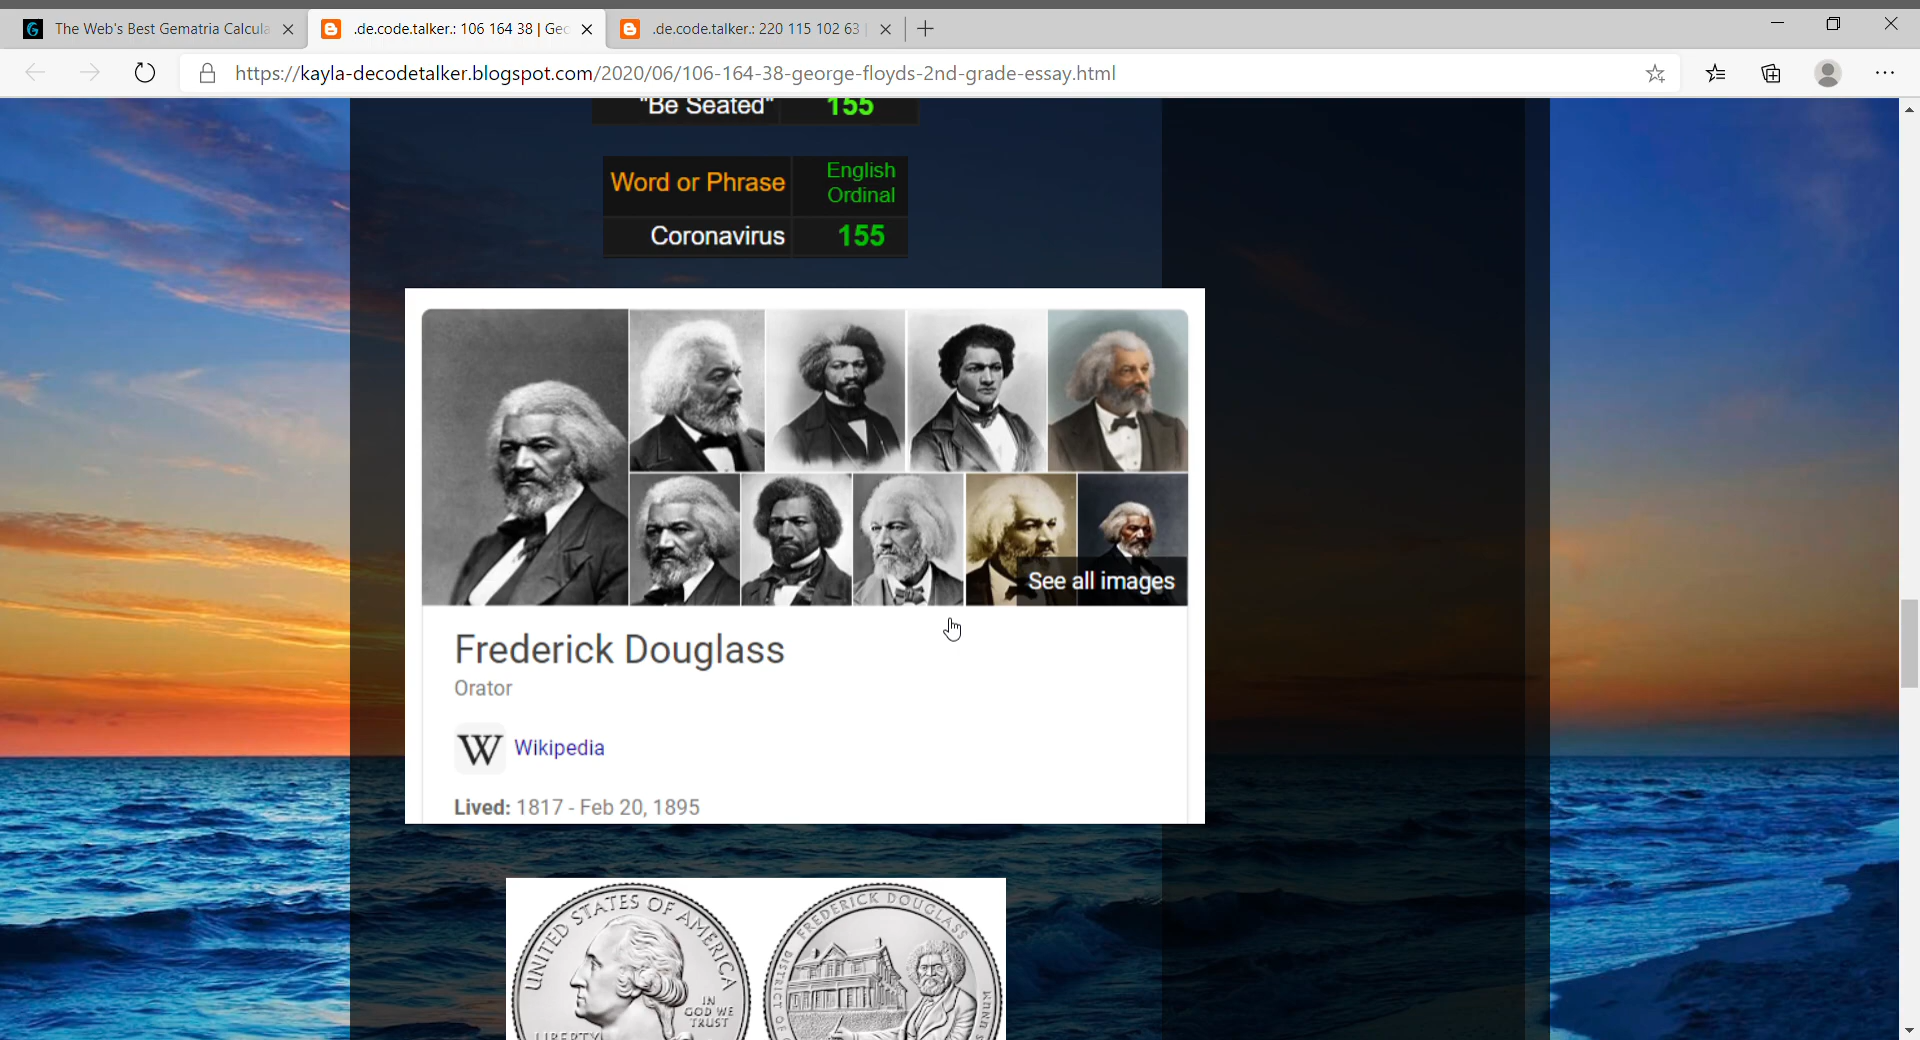 The Web's Best Gematria Calcula
.de.code.talker.: 106 164 38 | Geo
.de.code.talker.: 220 115 102 63 |
https://kayla-decodetalker.blogspot.com/2020/06/106-164-38-george-floyds-2nd-grade-essay.html
"Be Seated" 155
Word or Phrase English Ordinal
Coronavirus 155
See all images
Frederick Douglass
Orator
W Wikipedia
Lived: 1817 - Feb 20, 1895
UNITED STATES OF AMERICA
IN
GOD WE
TRUST
LIBERTY
FREDERICK DOUGLASS
DISTRICT OF